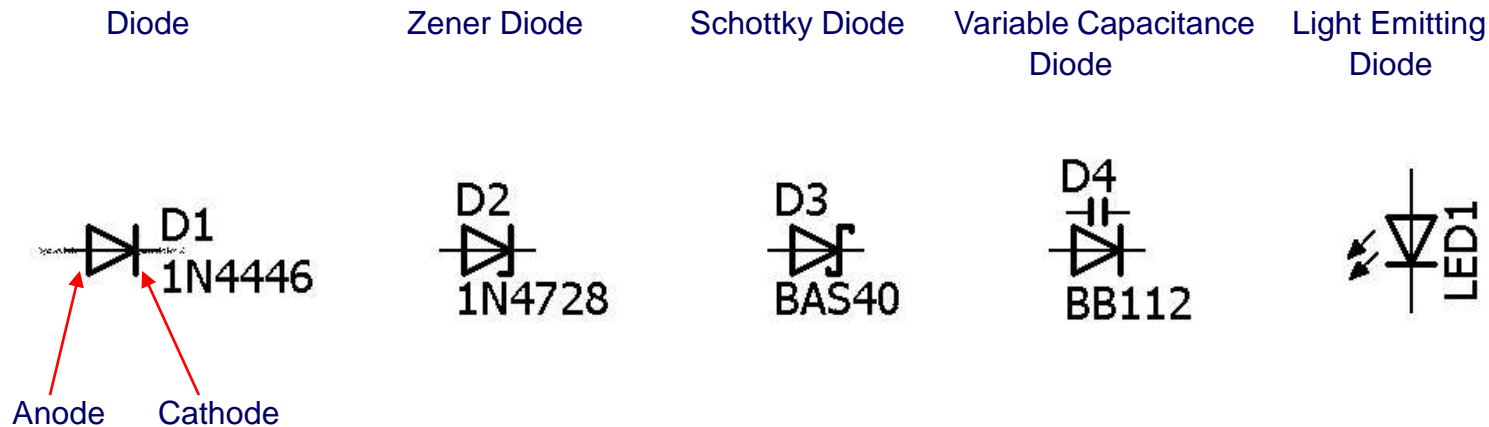 Diode
Zener Diode
Schottky Diode
Variable Capacitance
Diode
Light Emitting
Diode
D1
1N4446
D2
1N4728
D3
BAS40
D4
BB112
LED1
Anode
Cathode